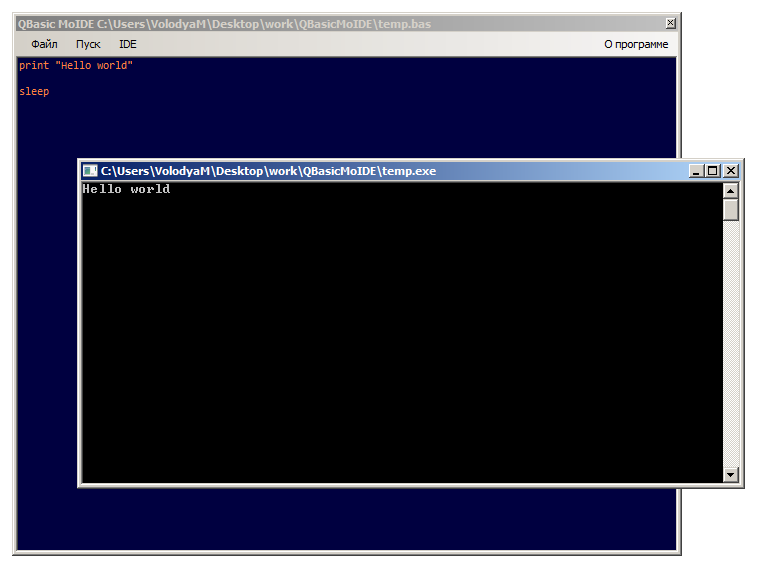 QBasic MoIDE C:\Users\VolodyaM\Desktop\work\QBasicMoIDE\temp.bas
Файл Пуск IDE О программе
print "Hello world"
sleep
C:\Users\VolodyaM\Desktop\work\QBasicMoIDE\temp.exe
Hello world